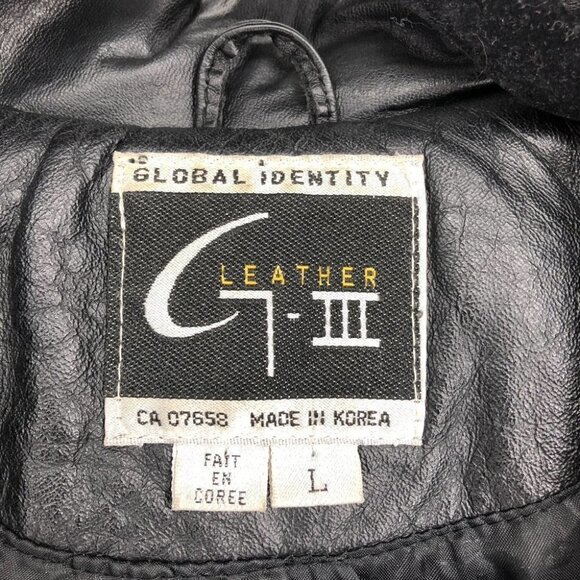 GLOBAL IDENTITY
LEATHER
G-III
CA 07658 MADE IN KOREA
FAIT
EN
COREE
L